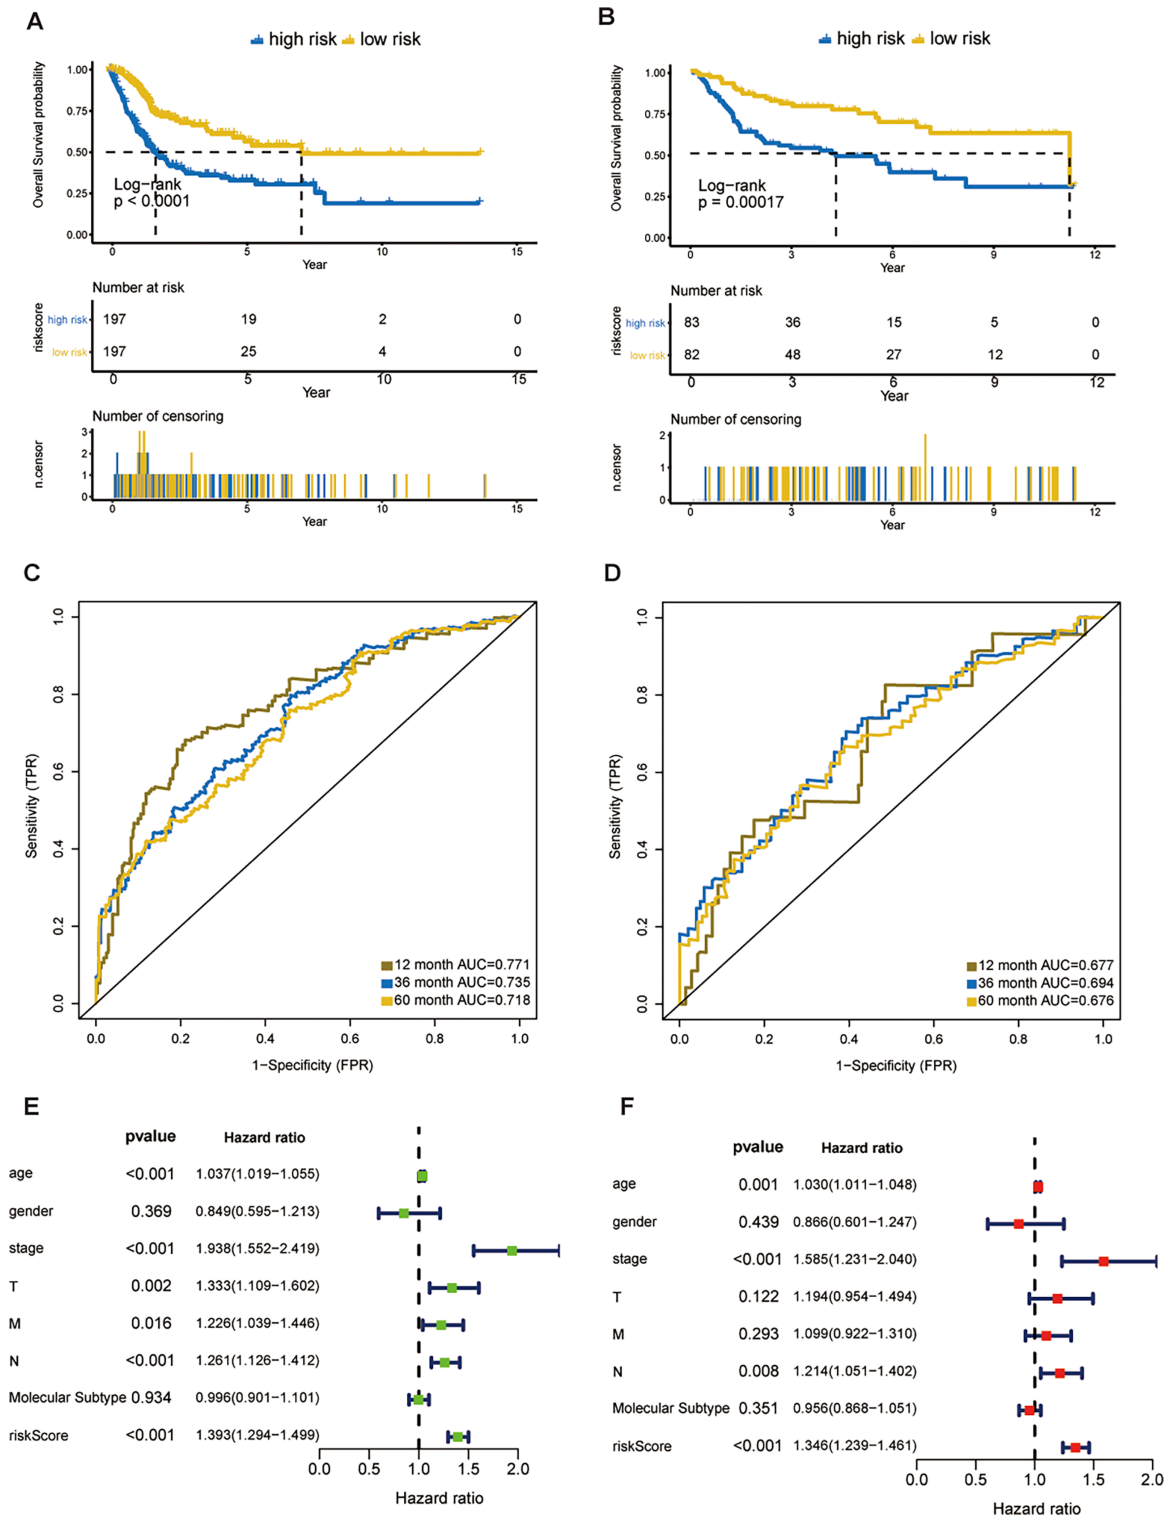 A
high risk low risk
Overall Survival probability
1.00
0.75
0.50
0.25
0.00
Log-rank
p < 0.0001
0 5 10 15
Year
Number at risk
riskscore
high risk 197 19 2 0
low risk 197 25 4 0
0 5 10 15
Year
Number of censoring
n.censor
3
2
1
0
0 5 10 15
Year
B
high risk low risk
Overall Survival probability
1.00
0.75
0.50
0.25
0.00
Log-rank
p = 0.00017
0 3 6 9 12
Year
Number at risk
riskscore
high risk 83 36 15 5 0
low risk 82 48 27 12 0
0 3 6 9 12
Year
Number of censoring
n.censor
2
1
0
0 3 6 9 12
Year
C
Sensitivity (TPR)
1.0
0.8
0.6
0.4
0.2
0.0
12 month AUC=0.771
36 month AUC=0.735
60 month AUC=0.718
0.0 0.2 0.4 0.6 0.8 1.0
1-Specificity (FPR)
D
Sensitivity (TPR)
1.0
0.8
0.6
0.4
0.2
0.0
12 month AUC=0.677
36 month AUC=0.694
60 month AUC=0.676
0.0 0.2 0.4 0.6 0.8 1.0
1-Specificity (FPR)
E
pvalue Hazard ratio
age <0.001 1.037(1.019-1.055)
gender 0.369 0.849(0.595-1.213)
stage <0.001 1.938(1.552-2.419)
T 0.002 1.333(1.109-1.602)
M 0.016 1.226(1.039-1.446)
N <0.001 1.261(1.126-1.412)
Molecular Subtype 0.934 0.996(0.901-1.101)
riskScore <0.001 1.393(1.294-1.499)
0.0 0.5 1.0 1.5 2.0
Hazard ratio
F
pvalue Hazard ratio
age 0.001 1.030(1.011-1.048)
gender 0.439 0.866(0.601-1.247)
stage <0.001 1.585(1.231-2.040)
T 0.122 1.194(0.954-1.494)
M 0.293 1.099(0.922-1.310)
N 0.008 1.214(1.051-1.402)
Molecular Subtype 0.351 0.956(0.868-1.051)
riskScore <0.001 1.346(1.239-1.461)
0.0 0.5 1.0 1.5 2.0
Hazard ratio